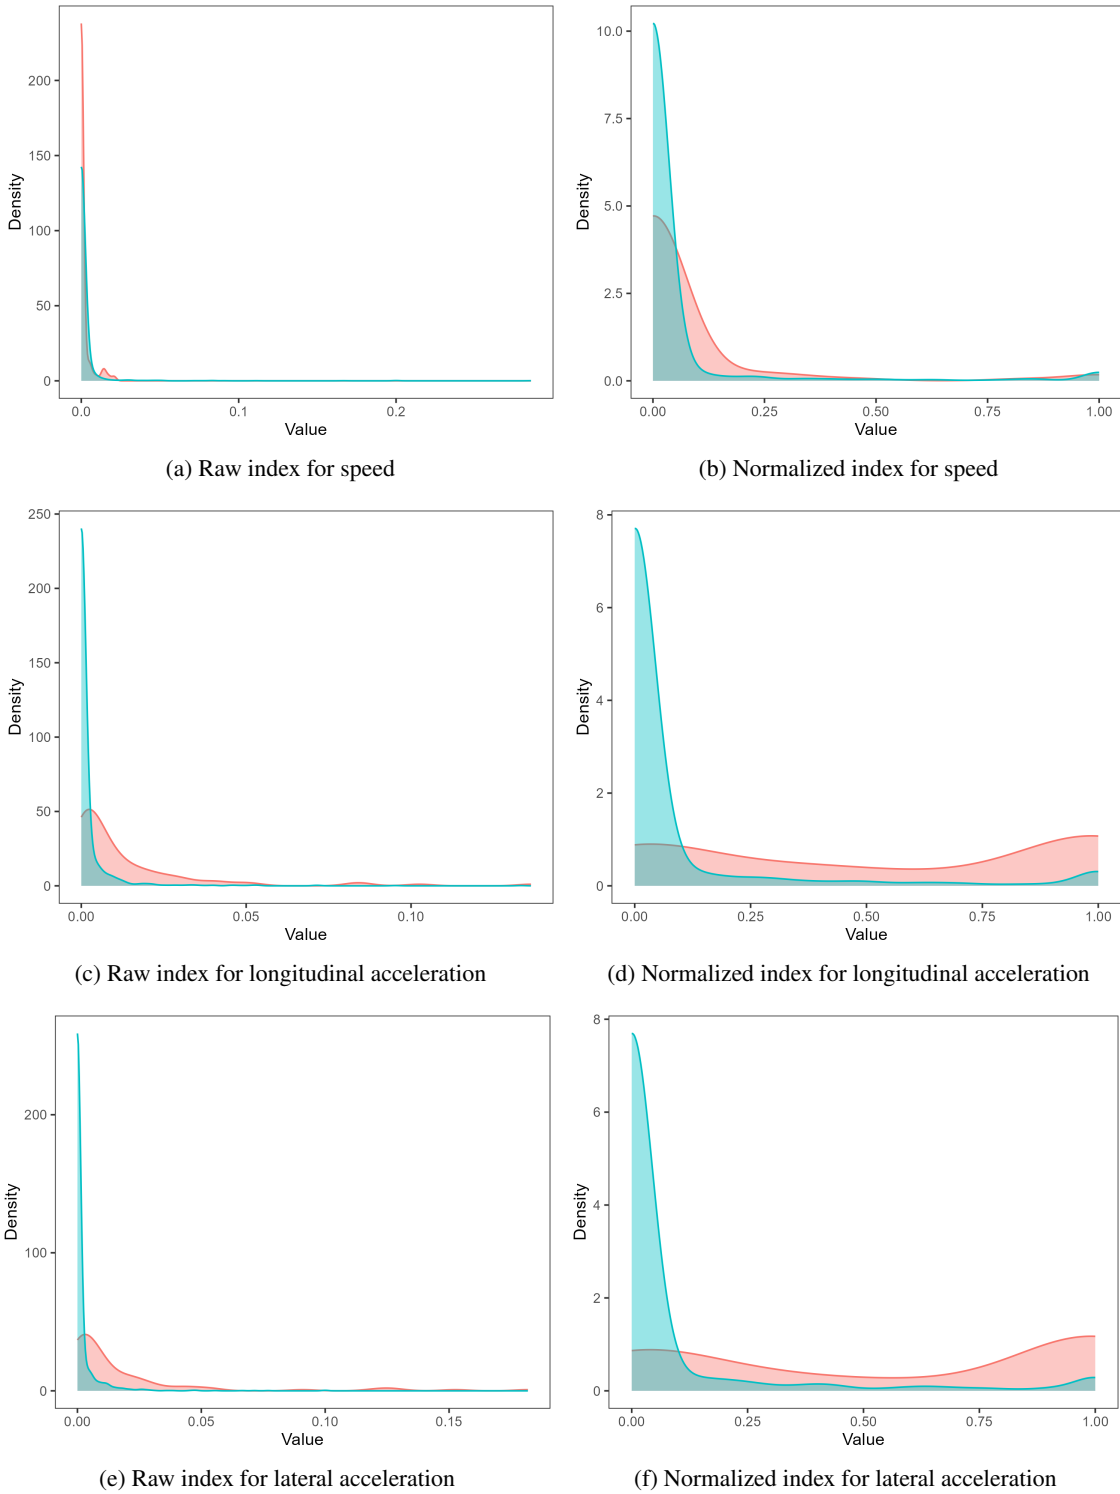 200
150
100
50
0
Density
0.0 0.1 0.2
Value
(a) Raw index for speed
10.0
7.5
5.0
2.5
0.0
Density
0.00 0.25 0.50 0.75 1.00
Value
(b) Normalized index for speed
250
200
150
100
50
0
Density
0.00 0.05 0.10
Value
(c) Raw index for longitudinal acceleration
8
6
4
2
0
Density
0.00 0.25 0.50 0.75 1.00
Value
(d) Normalized index for longitudinal acceleration
200
100
0
Density
0.00 0.05 0.10 0.15
Value
(e) Raw index for lateral acceleration
8
6
4
2
0
Density
0.00 0.25 0.50 0.75 1.00
Value
(f) Normalized index for lateral acceleration